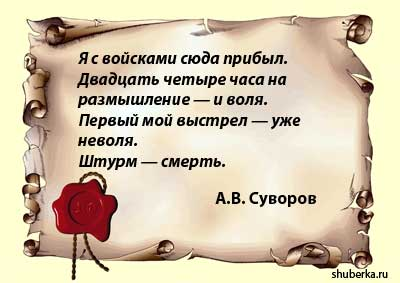 Я с войсками сюда прибыл.
Двадцать четыре часа на
размышление — и воля.
Первый мой выстрел — уже
неволя.
Штурм — смерть.
А.В. Суворов
shuberka.ru